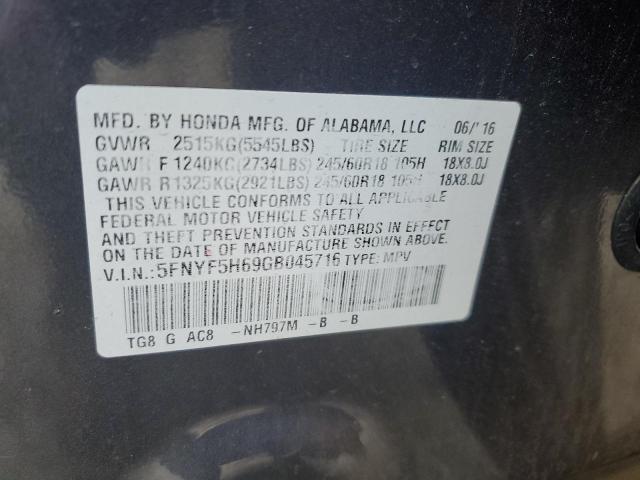 MFD. BY HONDA MFG. OF ALABAMA, LLC 06/'16
GVWR 2515KG(5545LBS) TIRE SIZE RIM SIZE
GAWR F 1240KG(2734LBS) 245/60R18 105H 18X8.0J
GAWR R 1325KG(2921LBS) 245/60R18 105H 18X8.0J
THIS VEHICLE CONFORMS TO ALL APPLICABLE
FEDERAL MOTOR VEHICLE SAFETY
AND THEFT PREVENTION STANDARDS IN EFFECT
ON THE DATE OF MANUFACTURE SHOWN ABOVE.
V.I.N.: 5FNYF5H69GB045716 TYPE: MPV
TG8 G AC8 -NH797M -B -B